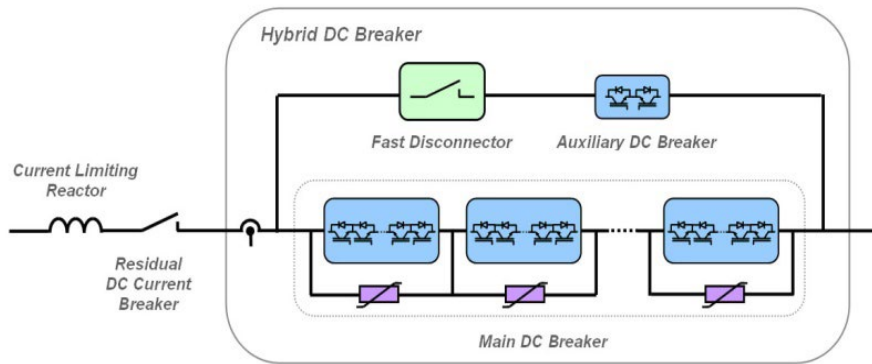 Hybrid DC Breaker
Fast Disconnector
Auxiliary DC Breaker
Current Limiting
Reactor
Residual
DC Current
Breaker
Main DC Breaker